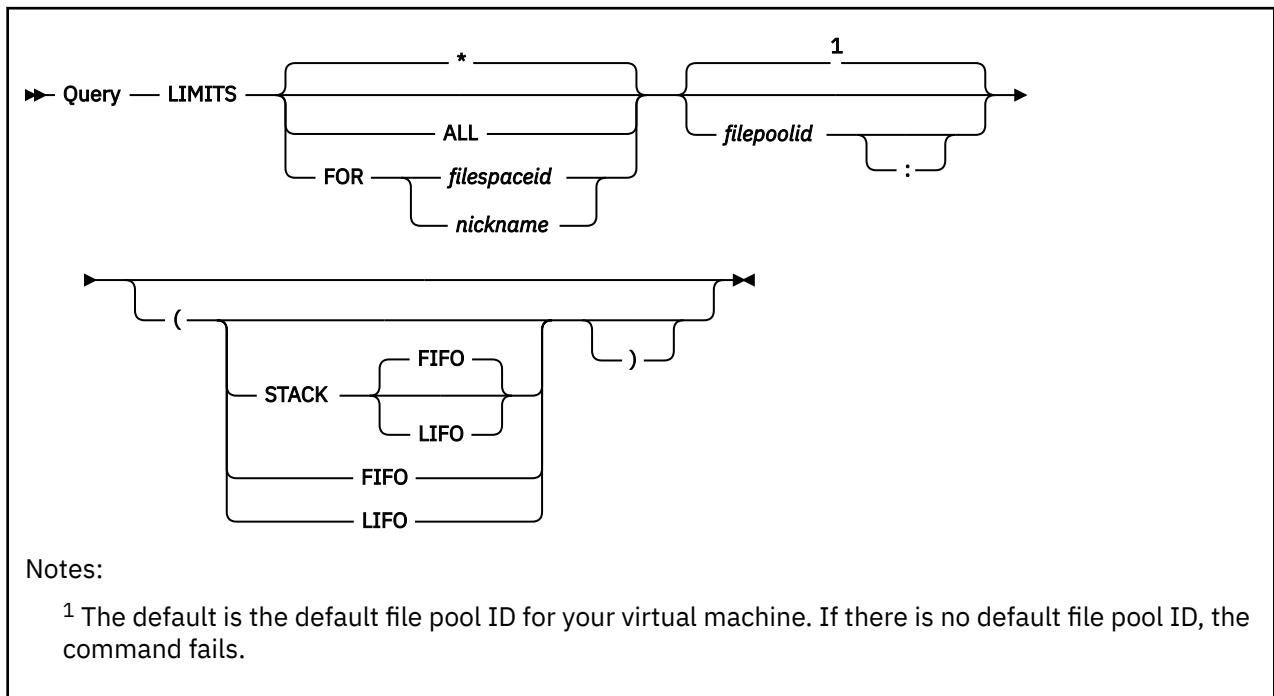 * 1
Query LIMITS
ALL filepoolid :
FOR filespaceid
nickname
(
FIFO )
STACK
LIFO
FIFO
LIFO
Notes:
1 The default is the default file pool ID for your virtual machine. If there is no default file pool ID, the
command fails.